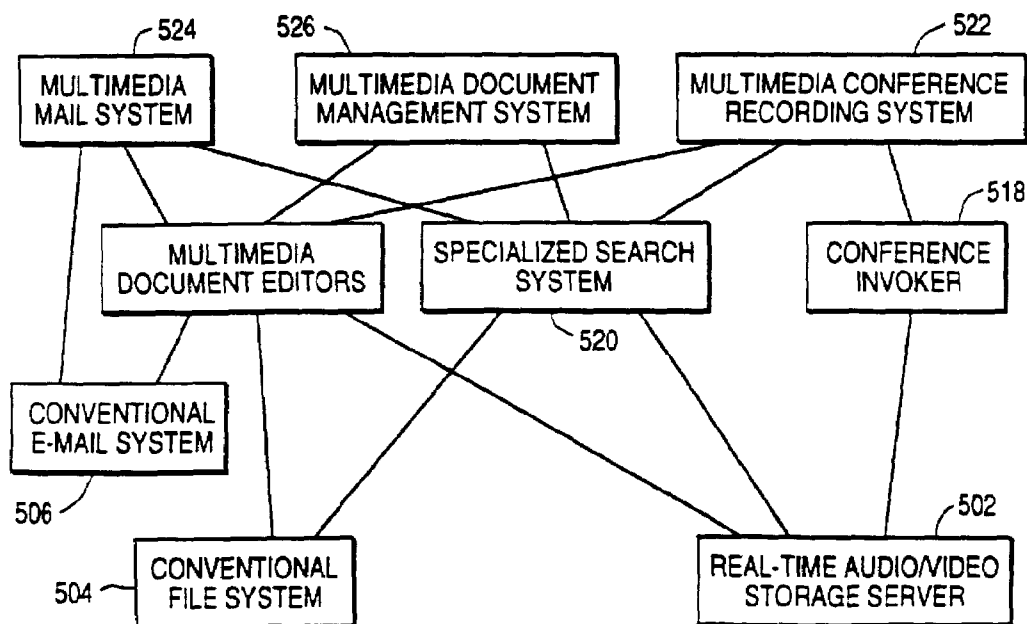 524
526
522
MULTIMEDIA
MAIL SYSTEM
MULTIMEDIA DOCUMENT
MANAGEMENT SYSTEM
MULTIMEDIA CONFERENCE
RECORDING SYSTEM
518
MULTIMEDIA
DOCUMENT EDITORS
SPECIALIZED SEARCH
SYSTEM
CONFERENCE
INVOKER
520
CONVENTIONAL
E-MAIL SYSTEM
506
502
504
CONVENTIONAL
FILE SYSTEM
REAL-TIME AUDIO/VIDEO
STORAGE SERVER